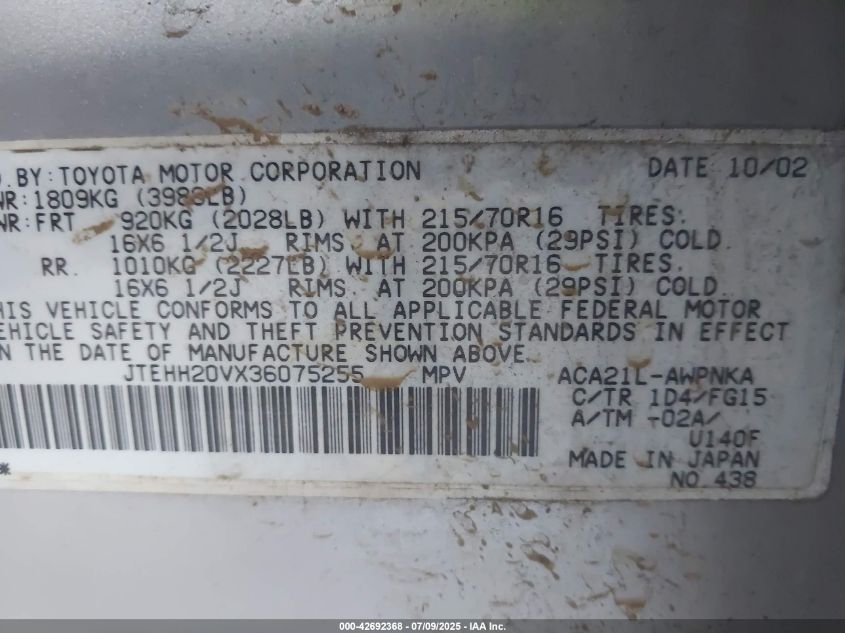 D. BY: TOYOTA MOTOR CORPORATION DATE 10/02
WR: 1809KG (3989LB)
WR: FRT 920KG (2028LB) WITH 215/70R16 TIRES.
16X6 1/2J RIMS. AT 200KPA (29PSI) COLD.
RR. 1010KG (2227LB) WITH 215/70R16 TIRES.
16X6 1/2J RIMS. AT 200KPA (29PSI) COLD.
HIS VEHICLE CONFORMS TO ALL APPLICABLE FEDERAL MOTOR
EHICLE SAFETY AND THEFT PREVENTION STANDARDS IN EFFECT
N THE DATE OF MANUFACTURE SHOWN ABOVE.
JTEHH20VX36075255 MPV ACA21L-AWPNKA
C/TR 1D4/FG15
A/TM -02A/
U140F
MADE IN JAPAN
NO 438
*
000-42692368 - 07/09/2025 - IAA Inc.